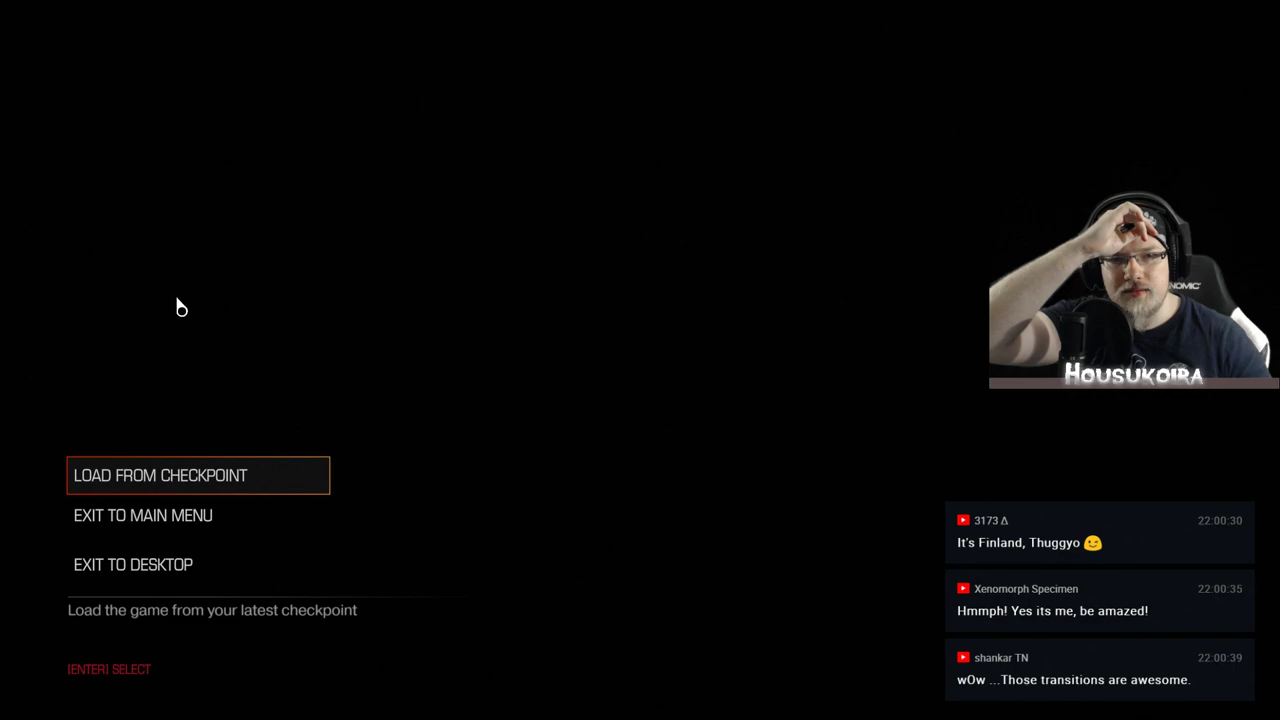 NOMIC
HOUSUKOIRA
LOAD FROM CHECKPOINT
EXIT TO MAIN MENU
EXIT TO DESKTOP
Load the game from your latest checkpoint
[ENTER] SELECT
3173 Δ 22:00:30
It's Finland, Thuggyo 😉
Xenomorph Specimen 22:00:35
Hmmph! Yes its me, be amazed!
shankar TN 22:00:39
wOw ...Those transitions are awesome.